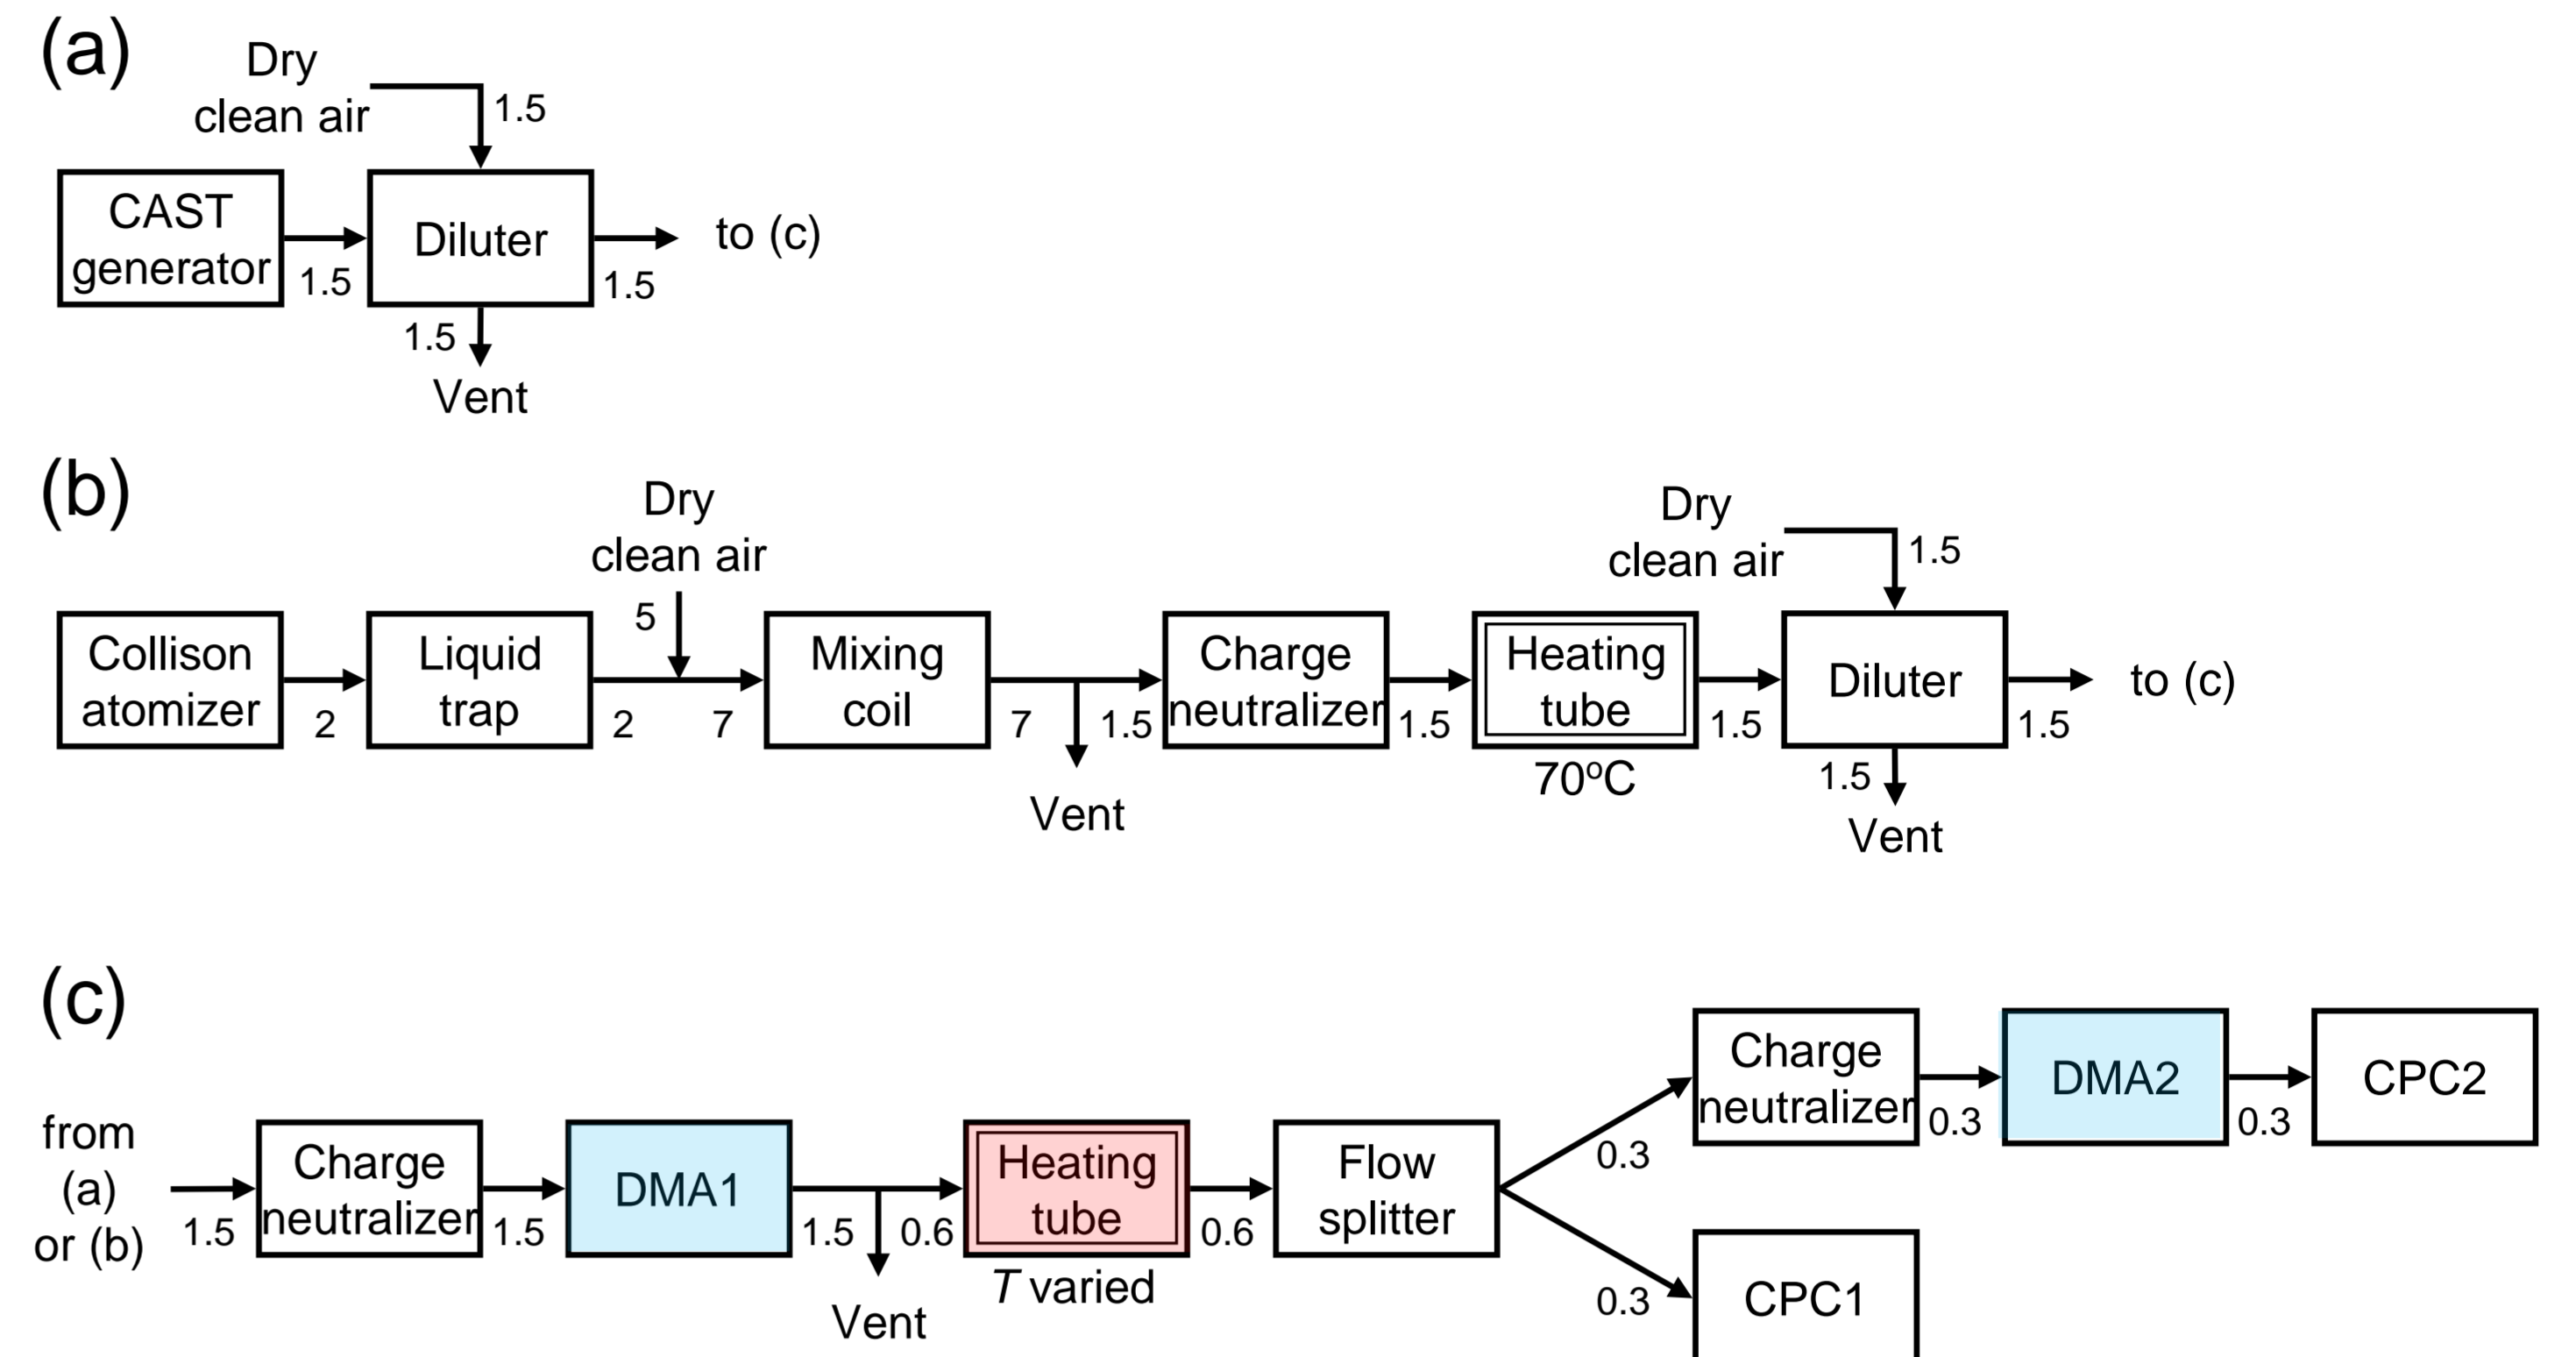 (a)
Dry
clean air
1.5
CAST
generator
1.5
Diluter
1.5
to (c)
1.5
Vent
(b)
Dry
clean air
5
Dry
clean air
1.5
Collison
atomizer
2
Liquid
trap
2
7
Mixing
coil
7
1.5
Charge
neutralizer
1.5
Heating
tube
70ºC
1.5
Diluter
1.5
to (c)
Vent
1.5
Vent
(c)
from
(a)
or (b)
1.5
Charge
neutralizer
1.5
DMA1
1.5
0.6
Vent
Heating
tube
T varied
0.6
Flow
splitter
0.3
Charge
neutralizer
0.3
DMA2
0.3
CPC2
0.3
CPC1